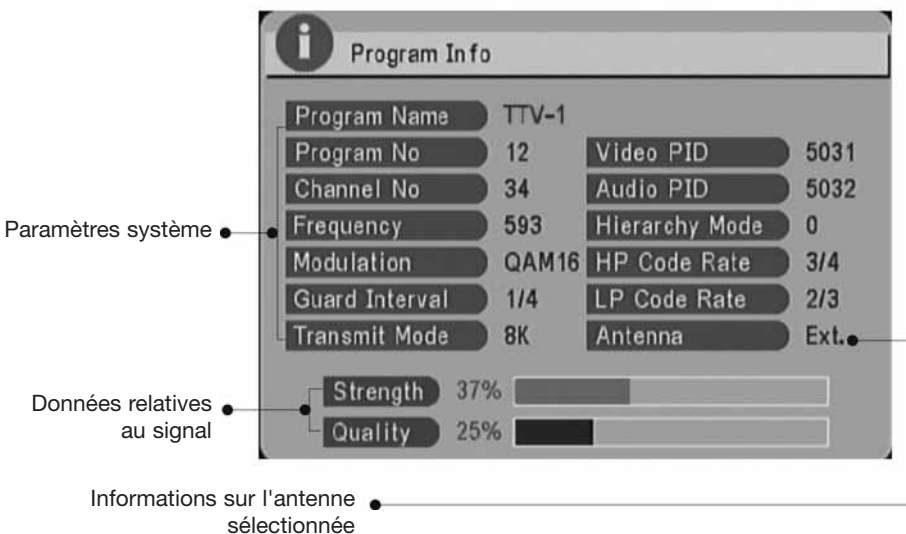 Program Info
Program Name TTV-1
Program No 12 Video PID 5031
Channel No 34 Audio PID 5032
Paramètres système
Frequency 593 Hierarchy Mode 0
Modulation QAM16 HP Code Rate 3/4
Guard Interval 1/4 LP Code Rate 2/3
Transmit Mode 8K Antenna Ext.
Données relatives
au signal
Strength 37%
Quality 25%
Informations sur l'antenne
sélectionnée